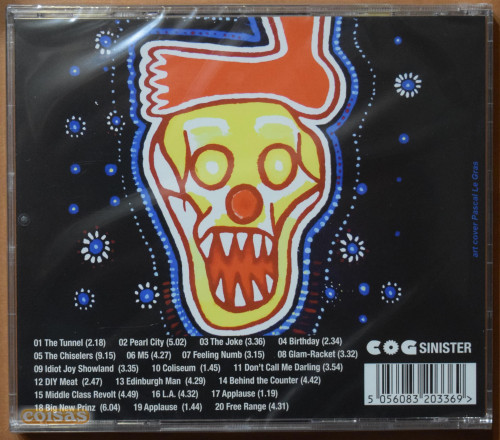 art cover Pascal Le Gras
01 The Tunnel (2.18) 02 Pearl City (5.02) 03 The Joke (3.36) 04 Birthday (2.34)
05 The Chiselers (9.15) 06 M5 (4.27) 07 Feeling Numb (3.15) 08 Glam-Racket (3.32)
09 Idiot Joy Showland (3.35) 10 Coliseum (1.45) 11 Don't Call Me Darling (3.54)
12 DIY Meat (2.47) 13 Edinburgh Man (4.29) 14 Behind the Counter (4.42)
15 Middle Class Revolt (4.49) 16 L.A. (4.32) 17 Applause (1.19)
18 Big New Prinz (6.04) 19 Applause (1.44) 20 Free Range (4.31)
COG SINISTER
5 056083 203369 >
coisas